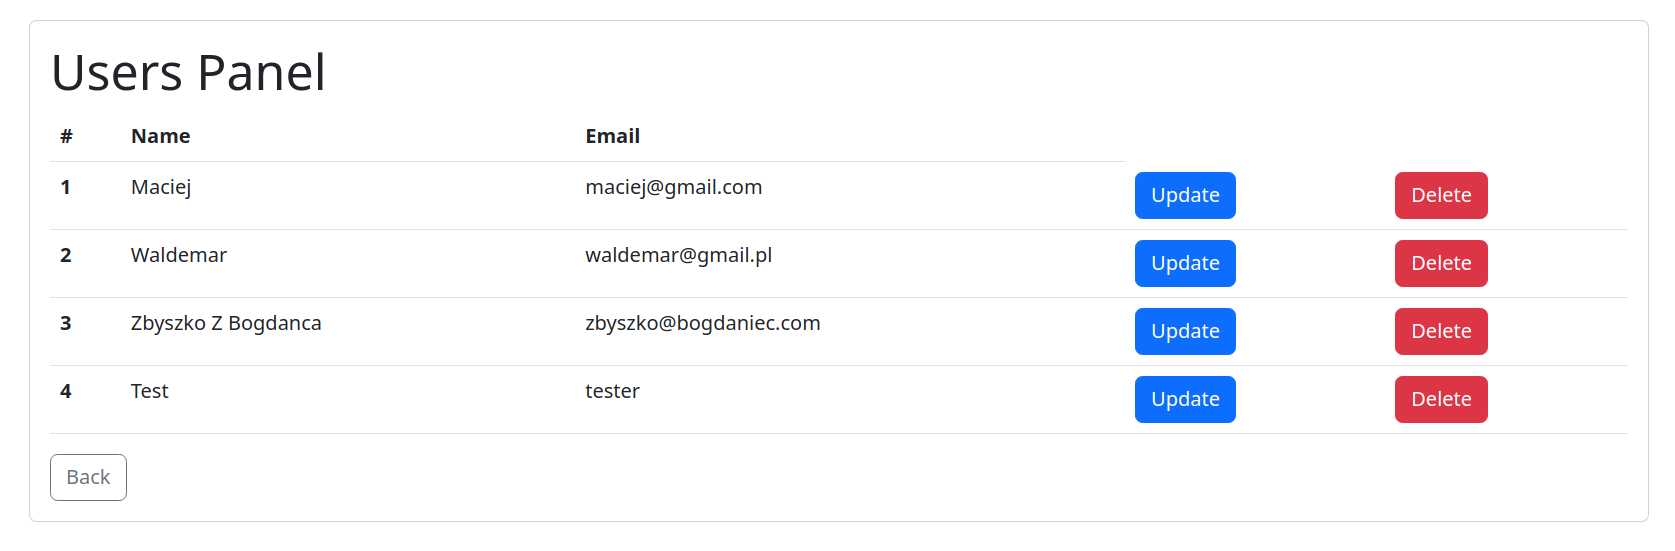 Users Panel
# Name Email
1 Maciej maciej@gmail.com Update Delete
2 Waldemar waldemar@gmail.pl Update Delete
3 Zbyszko Z Bogdanca zbyszko@bogdaniec.com Update Delete
4 Test tester Update Delete
Back